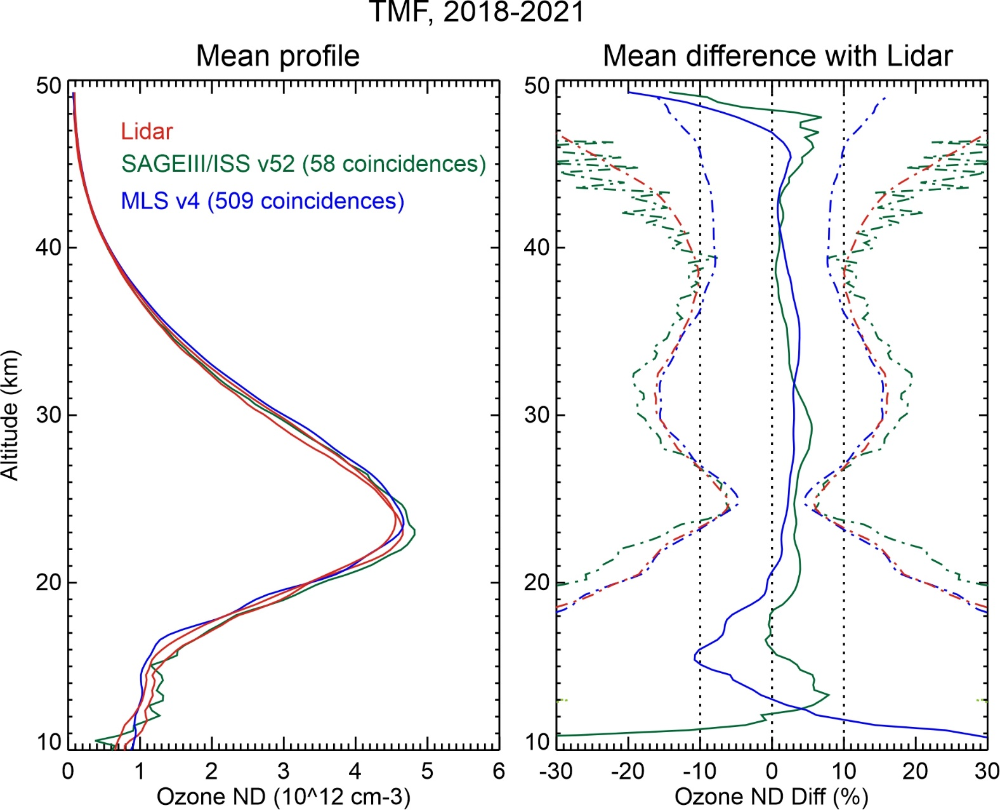 TMF, 2018-2021
Mean profile
Mean difference with Lidar
50
40
30
20
10
Altitude (km)
Lidar
SAGEIII/ISS v52 (58 coincidences)
MLS v4 (509 coincidences)
0 1 2 3 4 5 6
Ozone ND (10^12 cm-3)
50
40
30
20
10
-30 -20 -10 0 10 20 30
Ozone ND Diff (%)